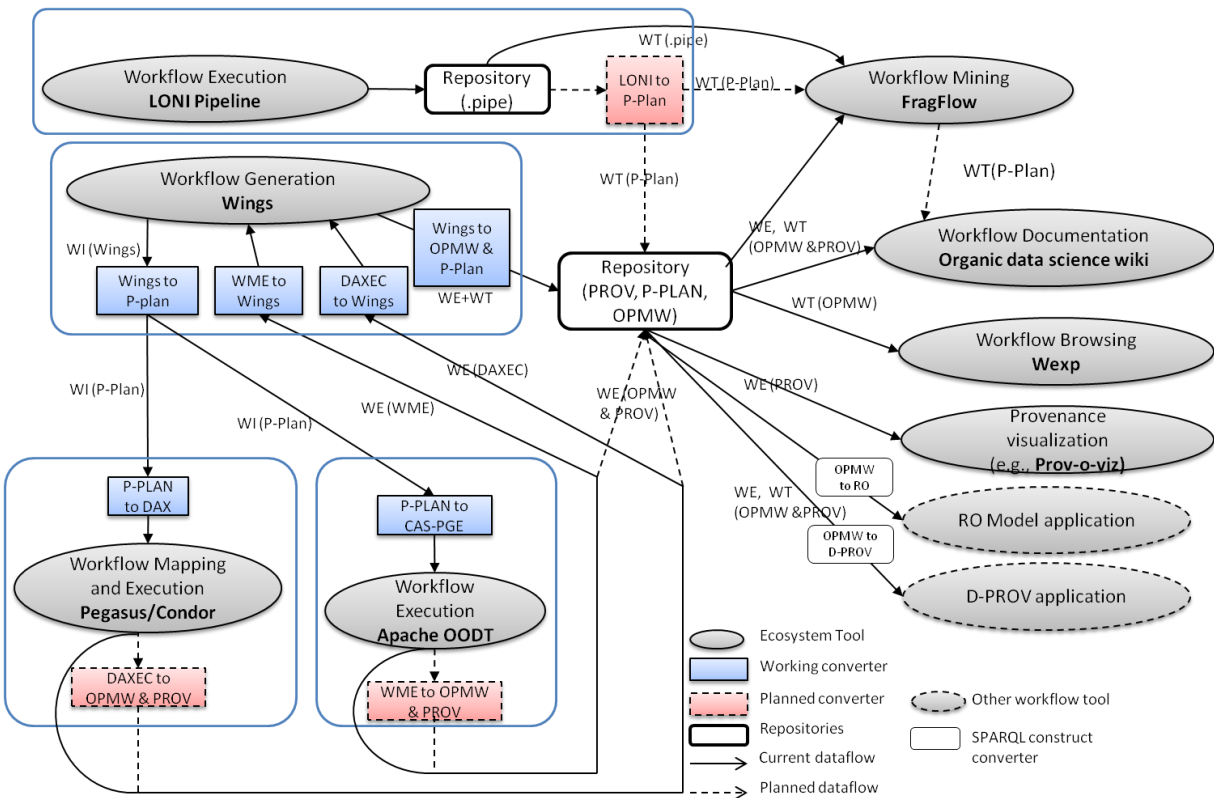 WT (.pipe)
Workflow Execution
LONI Pipeline
Repository
(.pipe)
LONI to
P-Plan
WT (P-Plan)
Workflow Mining
FragFlow
WT (P-Plan)
WT(P-Plan)
Workflow Generation
Wings
WI (Wings)
Wings to
P-plan
WME to
Wings
DAXEC
to Wings
Wings to
OPMW &
P-Plan
WE+WT
Repository
(PROV, P-PLAN,
OPMW)
WE, WT
(OPMW &PROV)
Workflow Documentation
Organic data science wiki
WT (OPMW)
Workflow Browsing
Wexp
WI (P-Plan)
WI (P-Plan)
WE (WME)
WE (DAXEC)
WE (OPMW
& PROV)
WE (PROV)
Provenance
visualization
(e.g., Prov-o-viz)
OPMW
to RO
WE, WT
(OPMW &PROV)
RO Model application
OPMW to
D-PROV
D-PROV application
P-PLAN
to DAX
Workflow Mapping
and Execution
Pegasus/Condor
DAXEC to
OPMW & PROV
P-PLAN to
CAS-PGE
Workflow
Execution
Apache OODT
WME to OPMW
& PROV
Ecosystem Tool
Working converter
Planned converter
Repositories
Current dataflow
Planned dataflow
Other workflow tool
SPARQL construct
converter